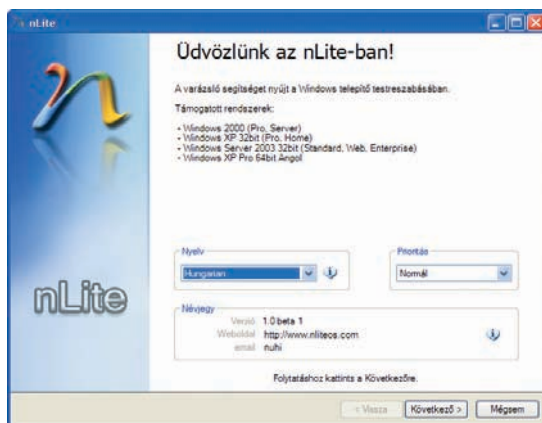 nLite
Üdvözlünk az nLite-ban!
A varázsló segítséget nyújt a Windows telepítő testreszabásában.
Támogatott rendszerek:
- Windows 2000 (Pro, Server)
- Windows XP 32bit (Pro, Home)
- Windows Server 2003 32bit (Standard, Web, Enterprise)
- Windows XP Pro 64bit Angol
Nyelv
Hungarian
Prioritás
Normál
nLite
Névjegy
Verzió 1.0 beta 1
Weboldal http://www.nliteos.com
email nuhi
Folytatáshoz kattints a Következőre.
< Vissza Következő > Mégsem